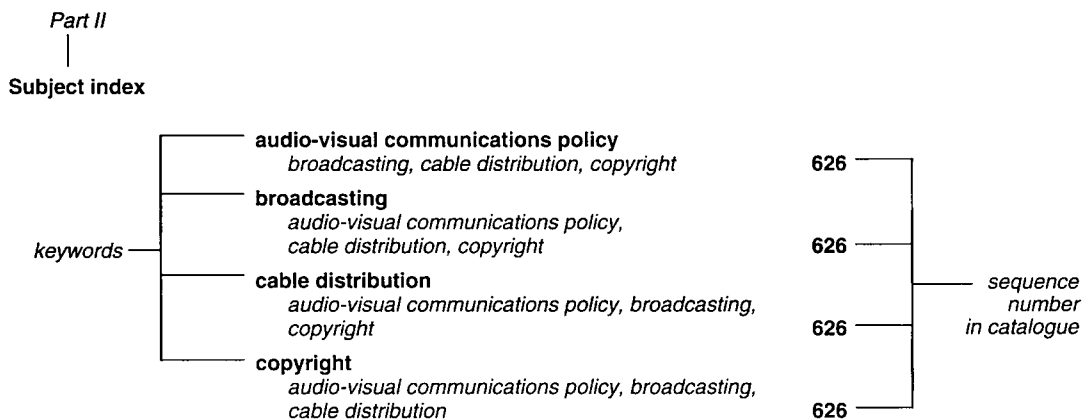 Part II
Subject index
audio-visual communications policy
broadcasting, cable distribution, copyright 626
broadcasting
audio-visual communications policy,
keywords cable distribution, copyright 626
cable distribution
audio-visual communications policy, broadcasting,
copyright 626
sequence
number
in catalogue
copyright
audio-visual communications policy, broadcasting,
cable distribution 626